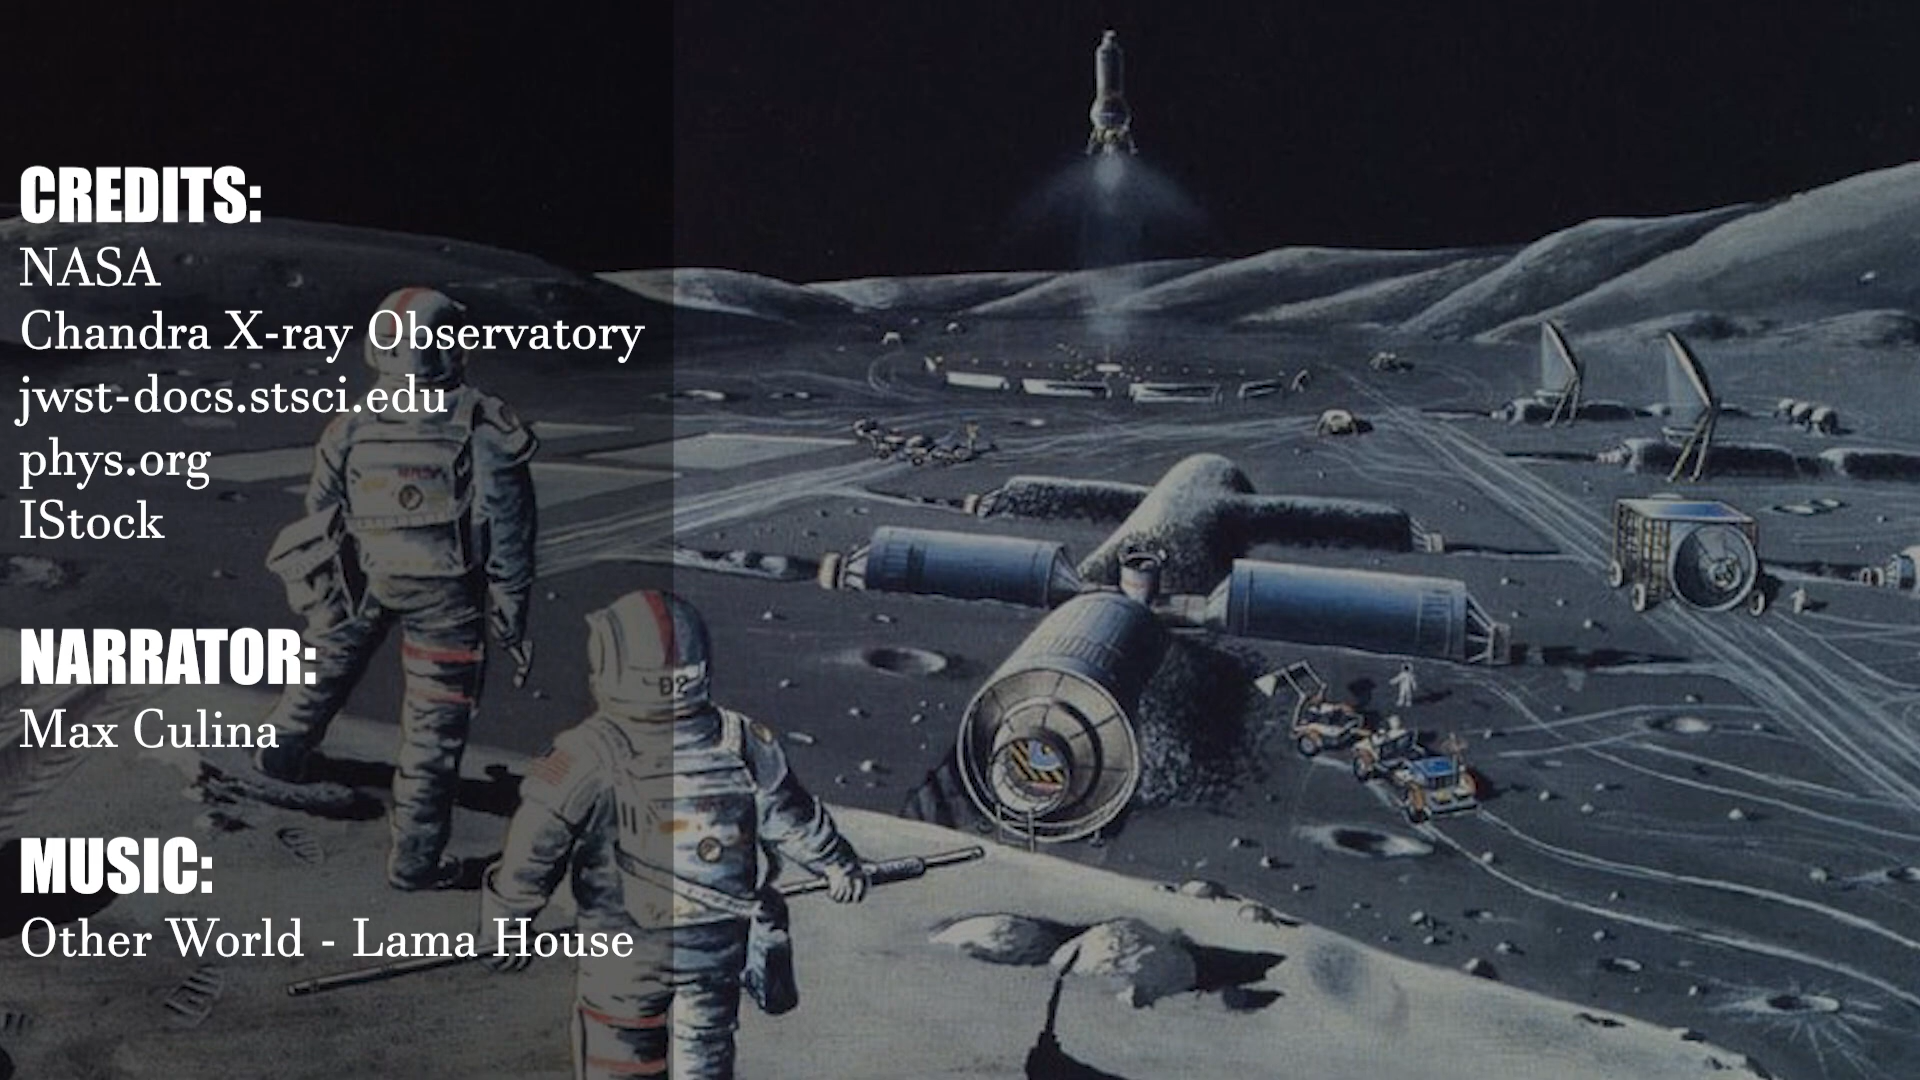 CREDITS:
NASA
Chandra X-ray Observatory
jwst-docs.stsci.edu
phys.org
IStock
NARRATOR:
Max Culina
MUSIC:
Other World - Lama House